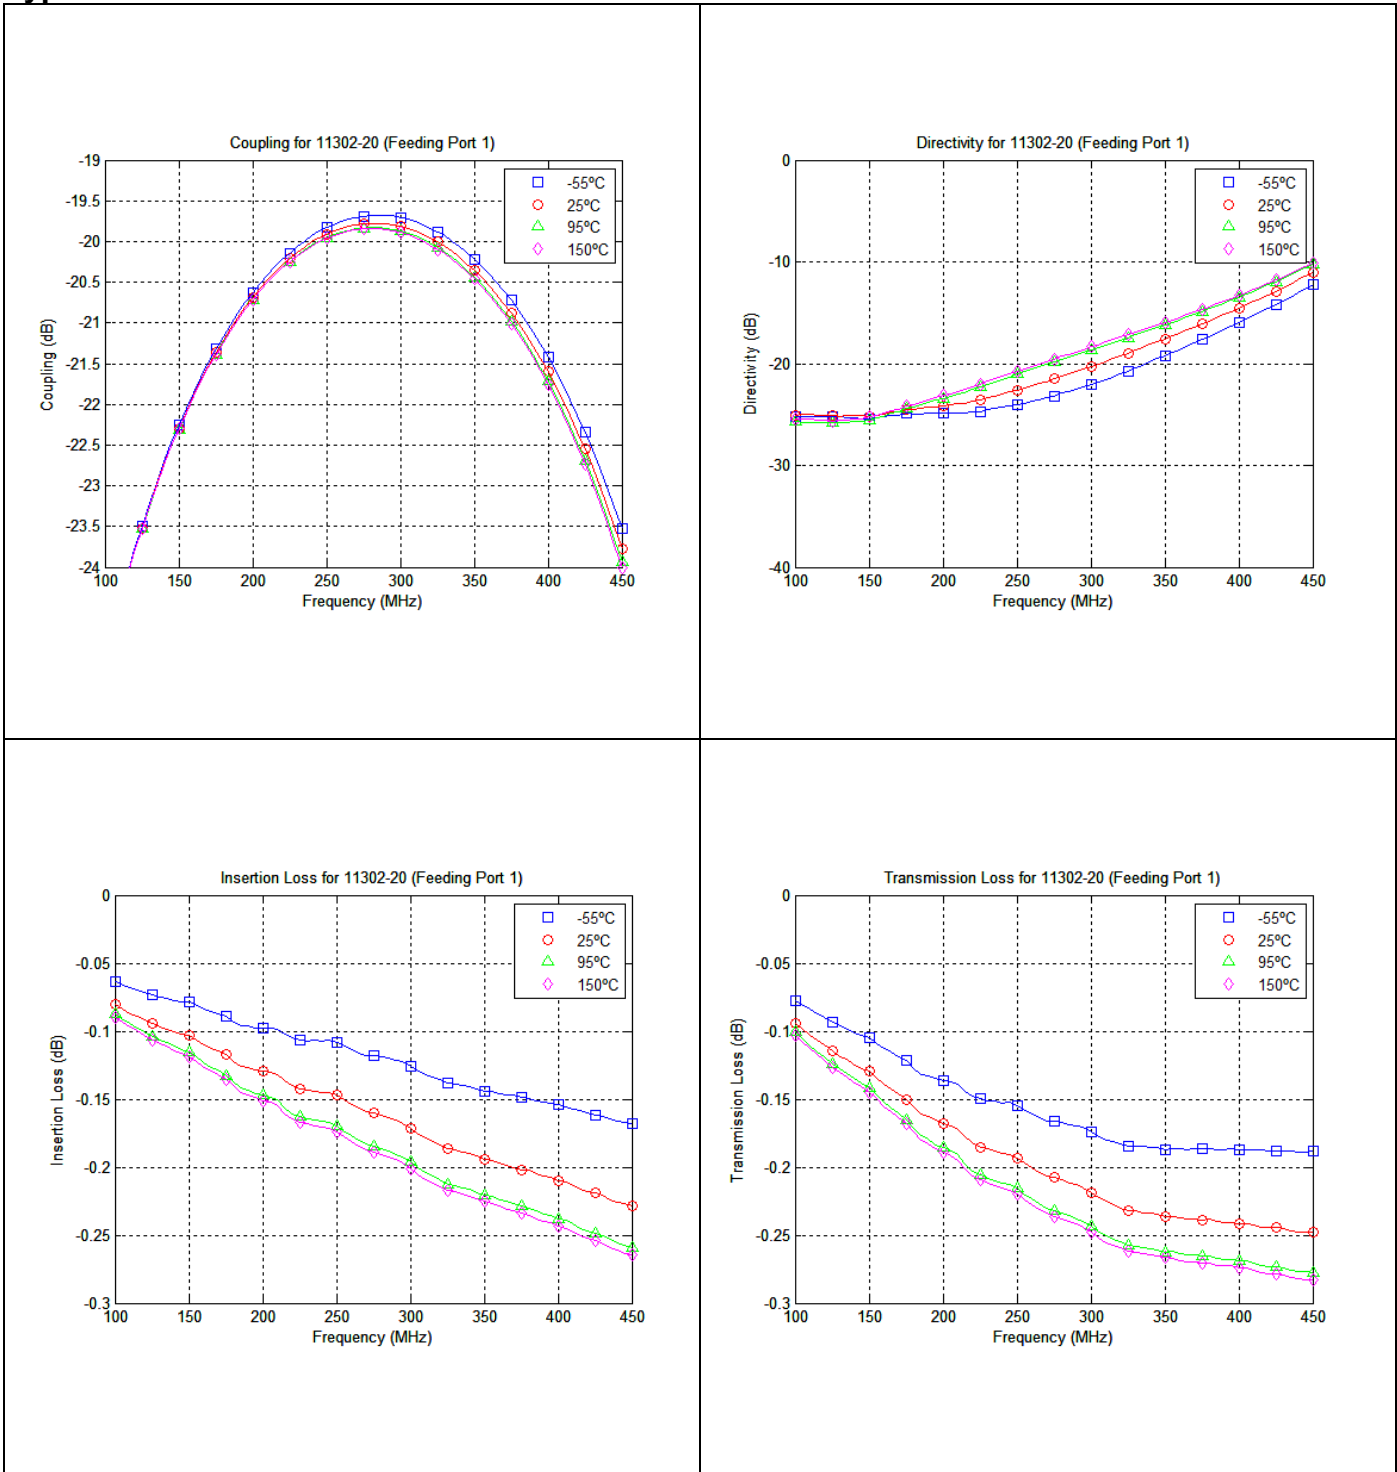 Coupling for 11302-20 (Feeding Port 1)
-19
-19.5
-20
-20.5
-21
-21.5
-22
-22.5
-23
-23.5
-24
Coupling (dB)
-55ºC
25ºC
95ºC
150ºC
100 150 200 250 300 350 400 450
Frequency (MHz)
Directivity for 11302-20 (Feeding Port 1)
0
-10
-20
-30
-40
Directivity (dB)
-55ºC
25ºC
95ºC
150ºC
100 150 200 250 300 350 400 450
Frequency (MHz)
Insertion Loss for 11302-20 (Feeding Port 1)
0
-0.05
-0.1
-0.15
-0.2
-0.25
-0.3
Insertion Loss (dB)
-55ºC
25ºC
95ºC
150ºC
100 150 200 250 300 350 400 450
Frequency (MHz)
Transmission Loss for 11302-20 (Feeding Port 1)
0
-0.05
-0.1
-0.15
-0.2
-0.25
-0.3
Transmission Loss (dB)
-55ºC
25ºC
95ºC
150ºC
100 150 200 250 300 350 400 450
Frequency (MHz)